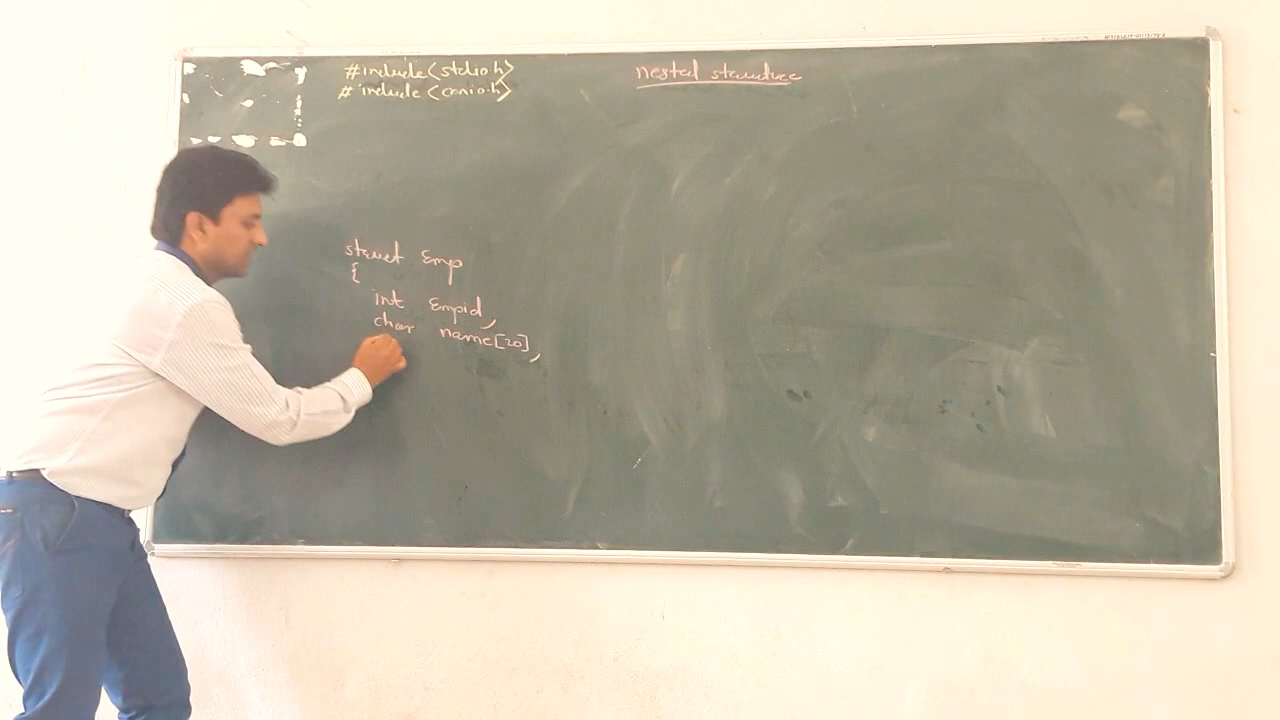 #include<stdio.h>
nested structure
#include<conio.h>
struct Emp
{
int Empid;
char name[20];